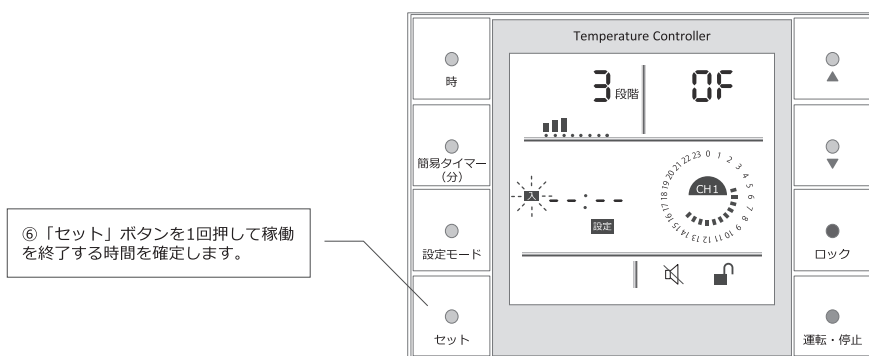 Temperature Controller
時
3 段階
0F
▲
簡易タイマー
（分）
0 1 2 3 4 5 6 7 8 9 10 11 12 13 14 15 16 17 18 19 20 21 22 23
CH1
入
--:--
設定
▼
⑥「セット」ボタンを1回押して稼働
を終了する時間を確定します。
設定モード
ロック
セット
運転・停止